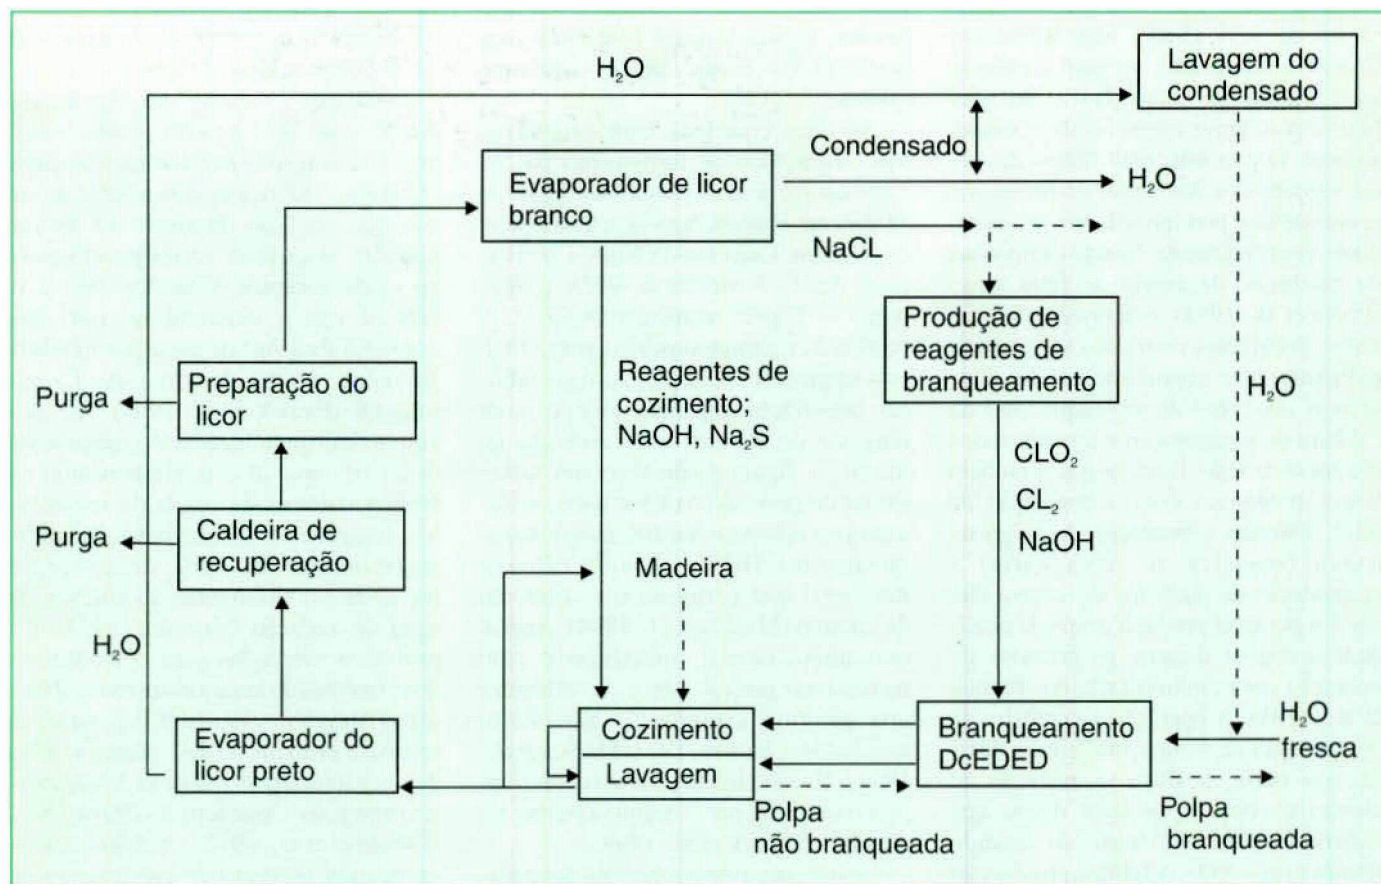 H₂O
Lavagem do
condensado
Condensado
Evaporador de licor
branco
H₂O
NaCL
Produção de
reagentes de
branqueamento
Reagentes de
cozimento;
NaOH, Na₂S
H₂O
Preparação do
licor
Purga
CLO₂
CL₂
NaOH
Caldeira de
recuperação
Purga
Madeira
H₂O
Evaporador do
licor preto
Cozimento
Lavagem
Branqueamento
DcEDED
H₂O
fresca
Polpa
não branqueada
Polpa
branqueada